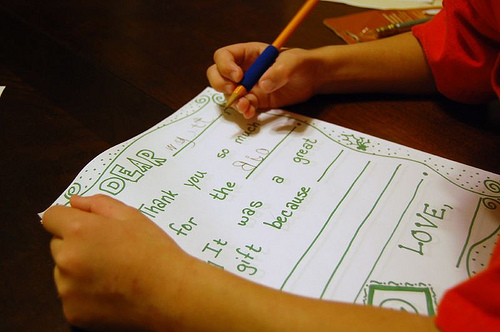 DEAR
Thank you so much
for the
It was a great
gift because
LOVE,